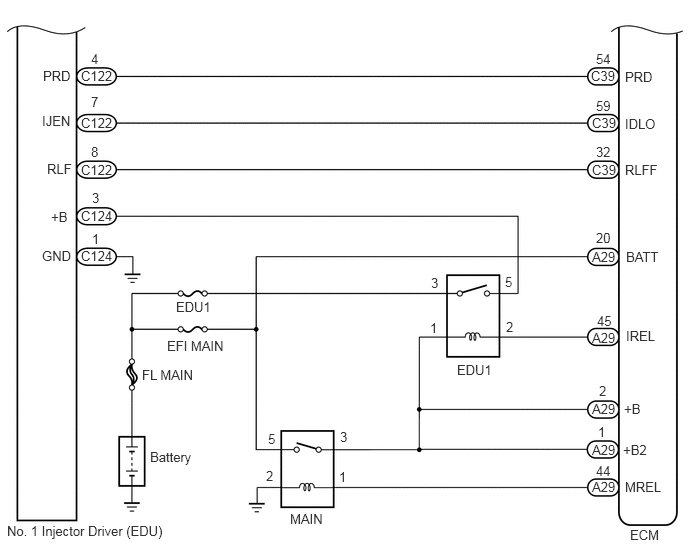 4
PRD C122
54
C39 PRD
7
IJEN C122
59
C39 IDLO
8
RLF C122
32
C39 RLFF
3
+B C124
1
GND C124
20
A29 BATT
3 5
EDU1
1 2
EDU1
45
A29 IREL
EFI MAIN
FL MAIN
2
A29 +B
1
A29 +B2
5 3
2 1
MAIN
44
A29 MREL
Battery
No. 1 Injector Driver (EDU)
ECM